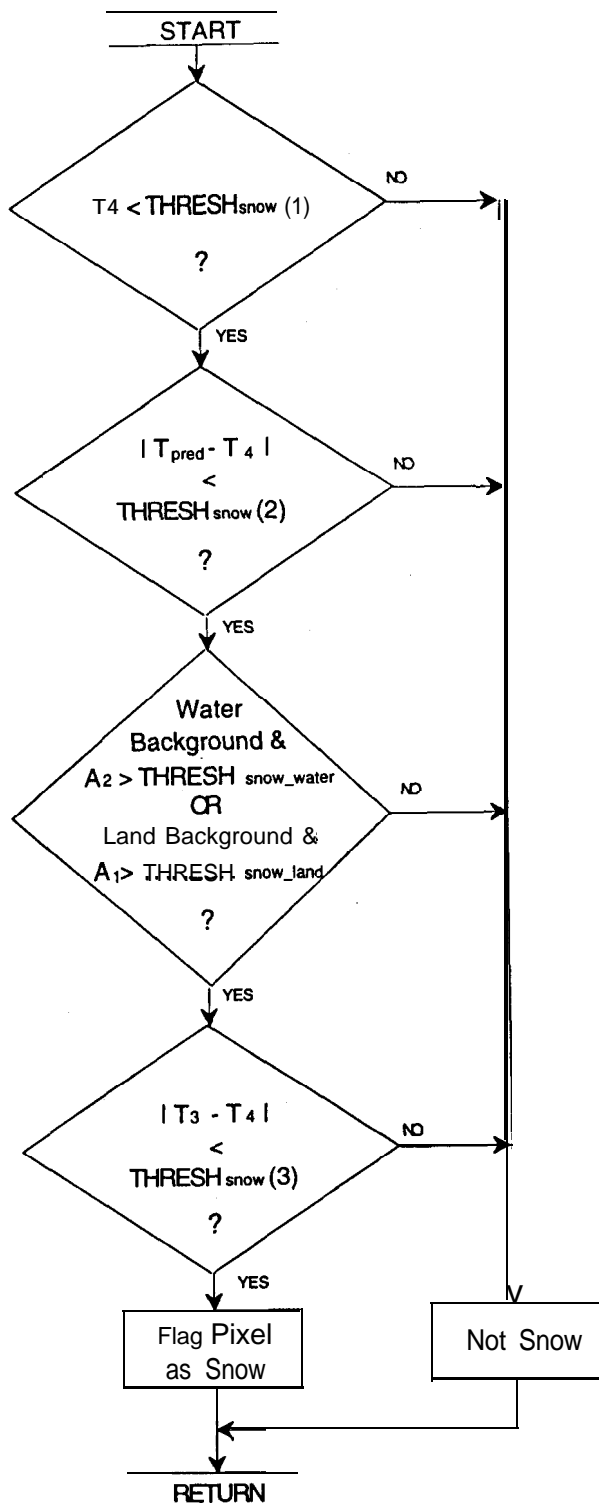 START
T4 < THRESH snow (1)
?
NO
YES
| Tpred - T4 |
<
THRESH snow (2)
?
NO
YES
Water
Background &
A2 > THRESH snow_water
OR
Land Background &
A1> THRESH snow_land
?
NO
YES
| T3 - T4 |
<
THRESH snow (3)
?
NO
YES
Flag Pixel
as Snow
Not Snow
RETURN